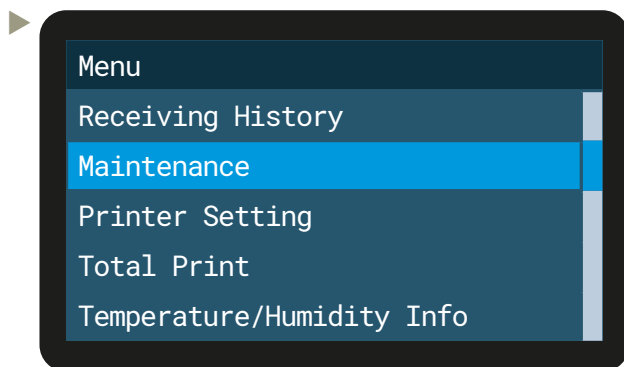 Menu
Receiving History
Maintenance
Printer Setting
Total Print
Temperature/Humidity Info